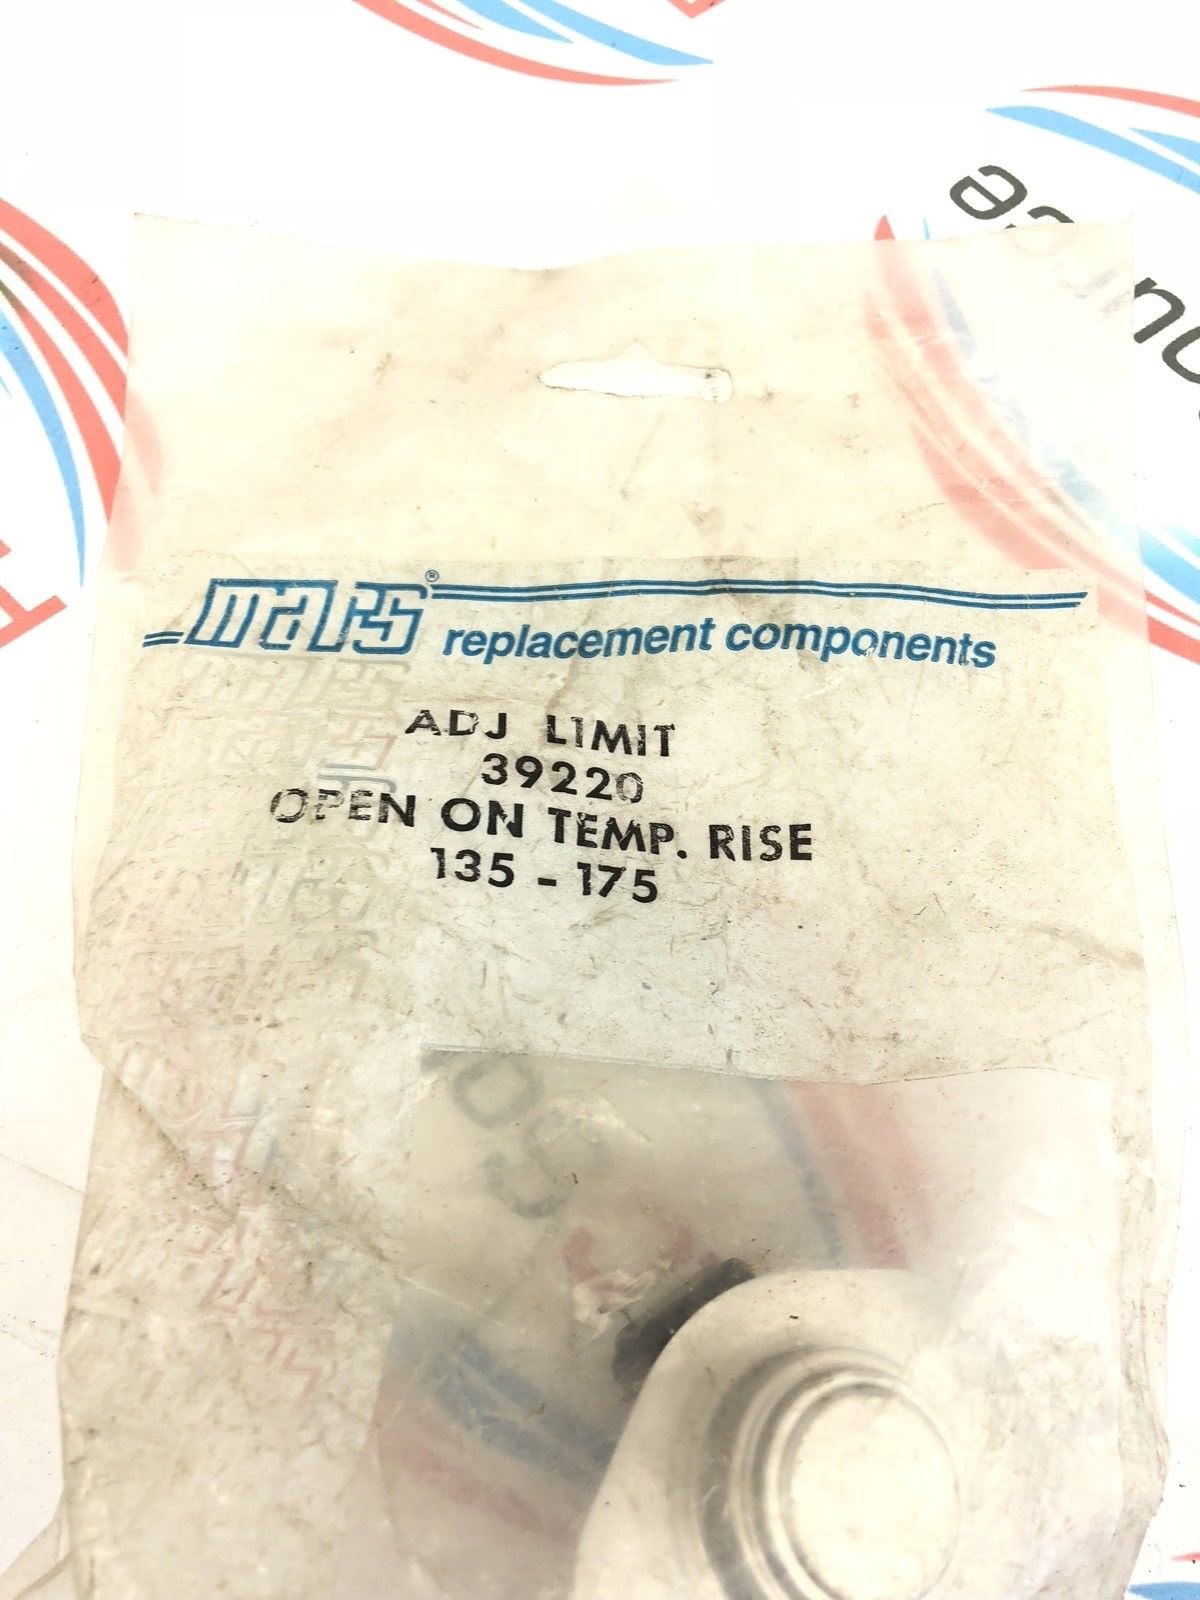 mars® replacement components
ADJ LIMIT
39220
OPEN ON TEMP. RISE
135 - 175